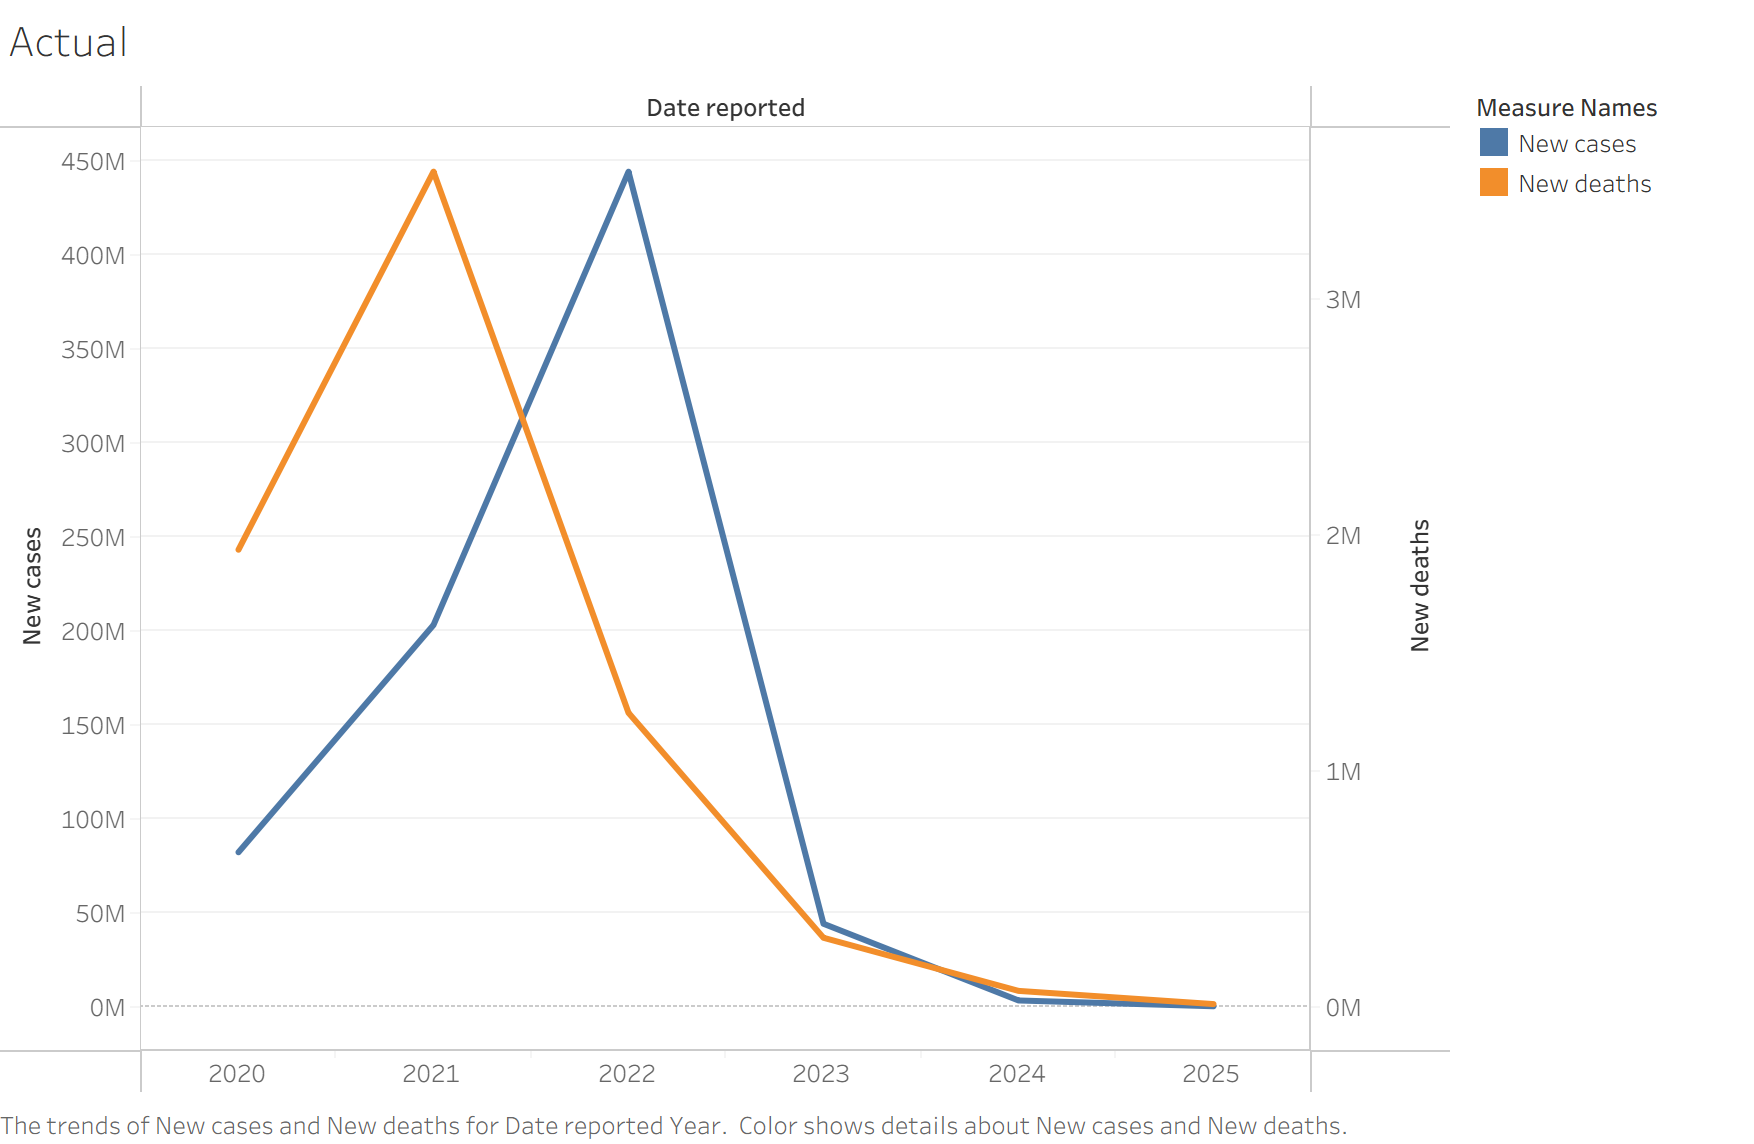 Actual
Date reported
Measure Names
New cases
New deaths
450M
400M
350M
300M
250M
200M
150M
100M
50M
0M
New cases
3M
2M
1M
0M
New deaths
2020 2021 2022 2023 2024 2025
The trends of New cases and New deaths for Date reported Year.  Color shows details about New cases and New deaths.